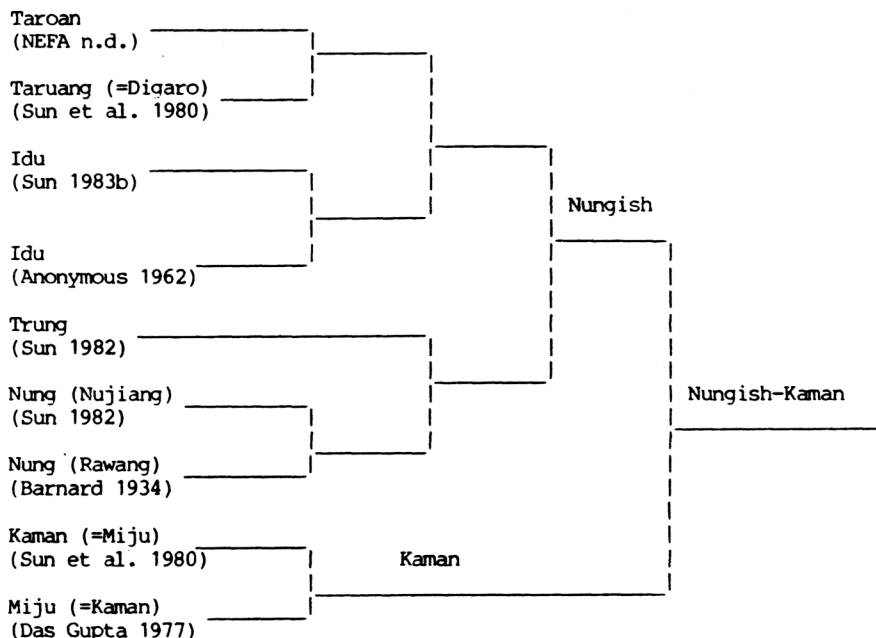 Taroan
(NEFA n.d.)
Taruang (=Digaro)
(Sun et al. 1980)
Idu
(Sun 1983b)
Nungish
Idu
(Anonymous 1962)
Trung
(Sun 1982)
Nung (Nujiang)
(Sun 1982)
Nungish-Kaman
Nung (Rawang)
(Barnard 1934)
Kaman (=Miju)
(Sun et al. 1980)
Kaman
Miju (=Kaman)
(Das Gupta 1977)